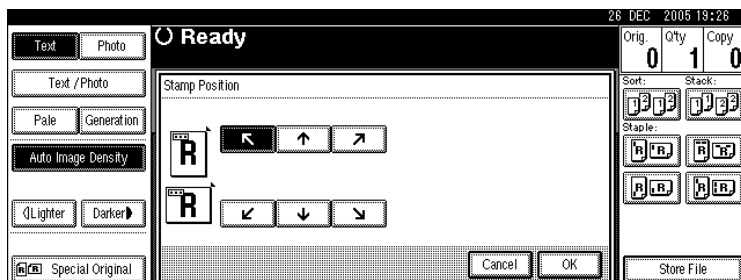 26 DEC 2005 19:26
Text Photo
Ready
Orig. Q'ty Copy
0 1 0
Text / Photo
Stamp Position
Sort: Stack:
Pale Generation
Staple:
Auto Image Density
Lighter Darker
Special Original
Cancel OK
Store File